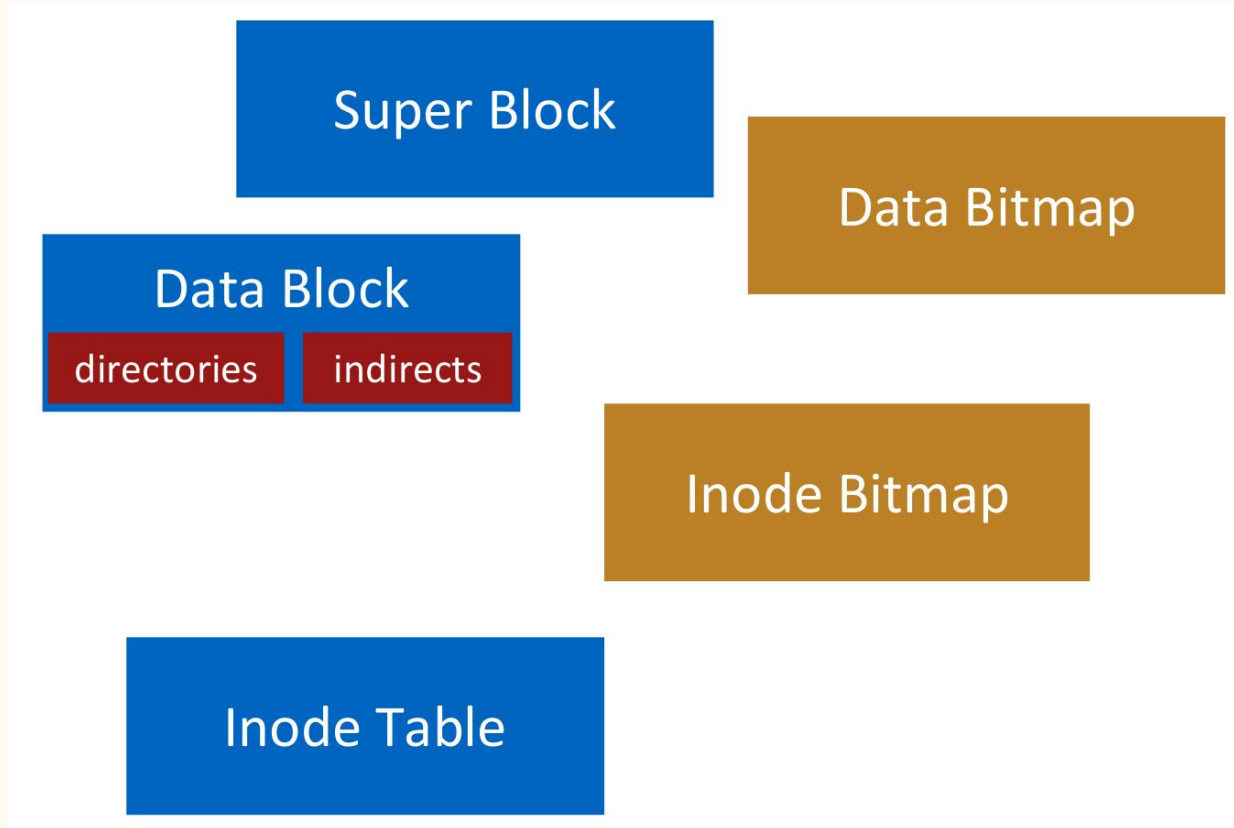 Super Block
Data Bitmap
Data Block
directories indirects
Inode Bitmap
Inode Table